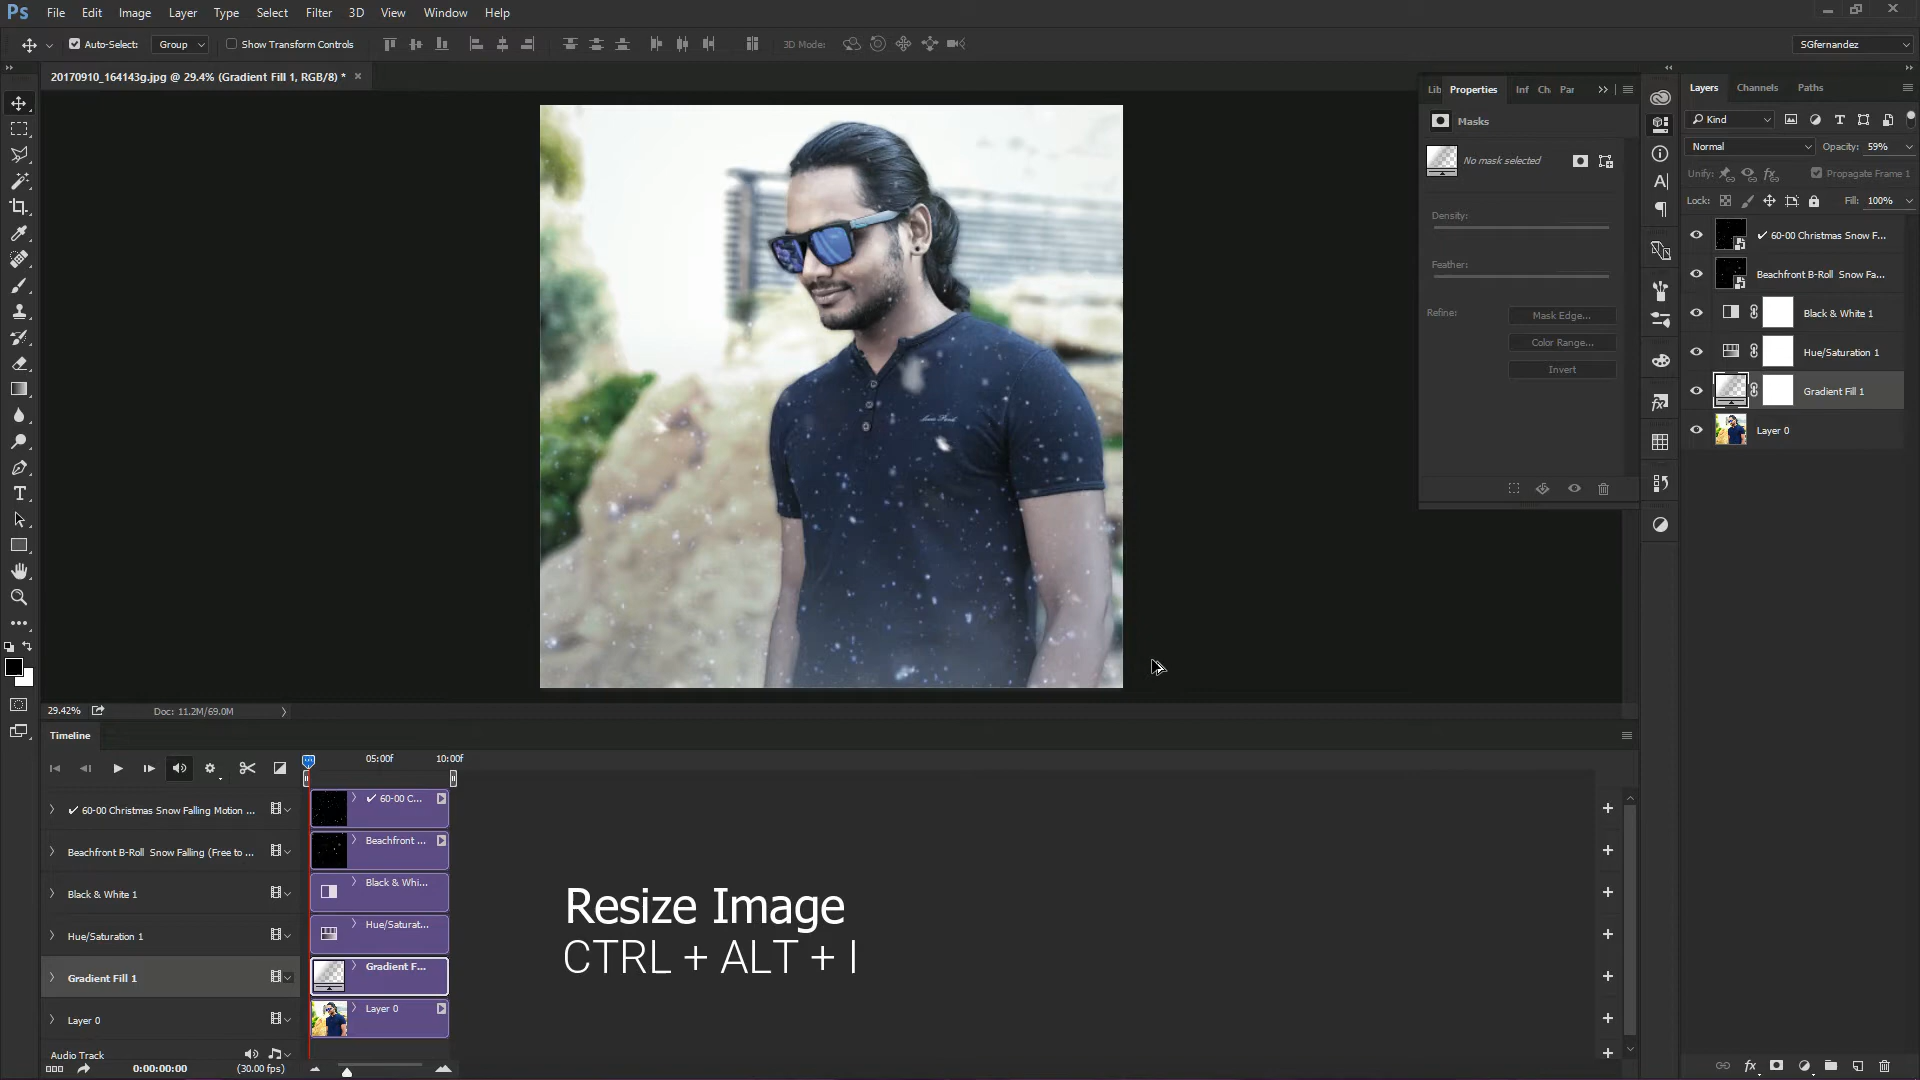 Ps File Edit Image Layer Type Select Filter 3D View Window Help
Auto-Select: Group Show Transform Controls 3D Mode: SGfernandez
20170910_164143g.jpg @ 29.4% (Gradient Fill 1, RGB/8) * ×
Lib Properties Inf Ch Par
Masks
No mask selected
Density:
Feather:
Refine: Mask Edge...
Color Range...
Invert
Layers Channels Paths
Kind
Normal Opacity: 59%
Unify: Propagate Frame 1
Lock: Fill: 100%
✓ 60-00 Christmas Snow F...
Beachfront B-Roll Snow Fa...
Black & White 1
Hue/Saturation 1
Gradient Fill 1
Layer 0
29.42% Doc: 11.2M/69.0M
Timeline
05:00f 10:00f
✓ 60-00 Christmas Snow Falling Motion ... ✓ 60-00 C...
Beachfront B-Roll Snow Falling (Free to ... Beachfront ...
Black & White 1 Black & Whi...
Hue/Saturation 1 Hue/Saturat...
Gradient Fill 1 Gradient F...
Layer 0 Layer 0
Audio Track
0:00:00:00 (30.00 fps)
Resize Image
CTRL + ALT + I